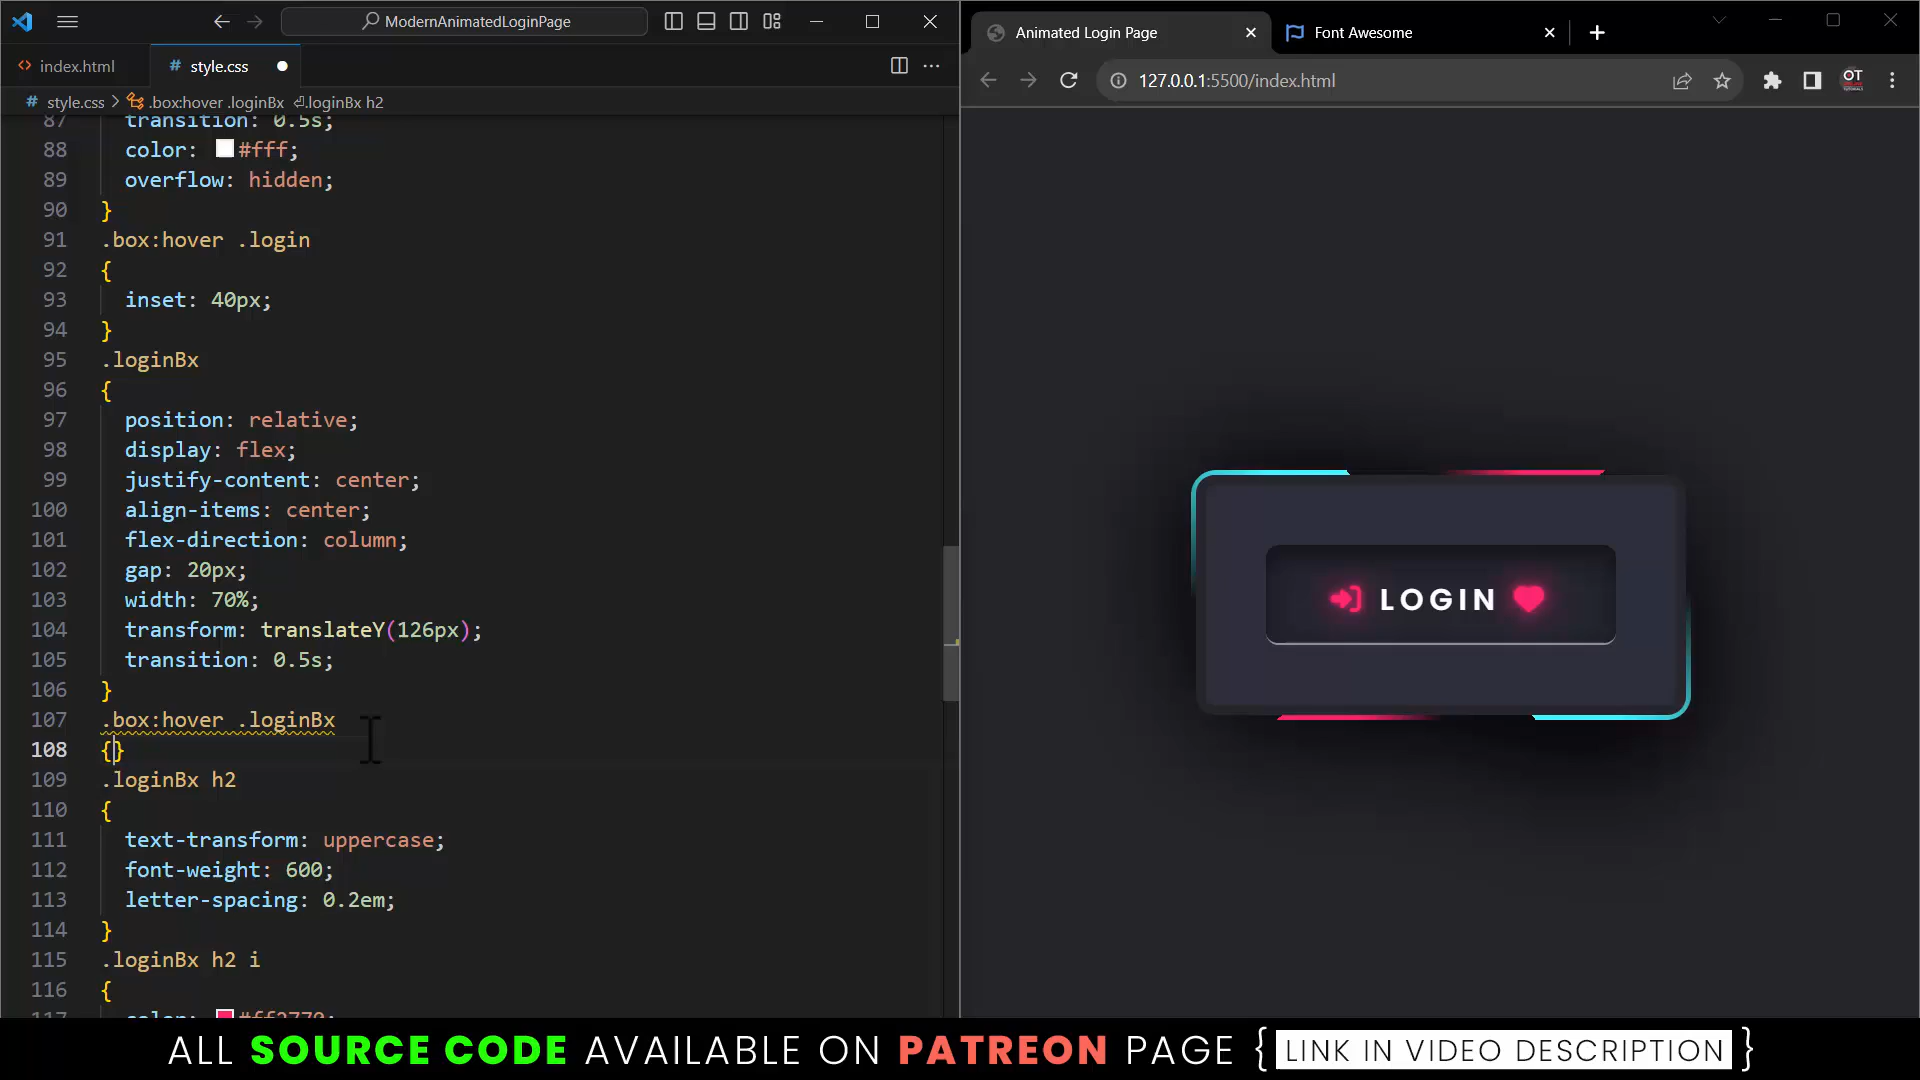 ModernAnimatedLoginPage
index.html
# style.css
# style.css > .box:hover .loginBx .loginBx h2
87 transition: 0.5s;
88 color: #fff;
89 overflow: hidden;
90 }
91 .box:hover .login
92 {
93 inset: 40px;
94 }
95 .loginBx
96 {
97 position: relative;
98 display: flex;
99 justify-content: center;
100 align-items: center;
101 flex-direction: column;
102 gap: 20px;
103 width: 70%;
104 transform: translateY(126px);
105 transition: 0.5s;
106 }
107 .box:hover .loginBx
108 {}
109 .loginBx h2
110 {
111 text-transform: uppercase;
112 font-weight: 600;
113 letter-spacing: 0.2em;
114 }
115 .loginBx h2 i
116 {
117 color:
Animated Login Page
Font Awesome
127.0.0.1:5500/index.html
OT
LOGIN
ALL SOURCE CODE AVAILABLE ON PATREON PAGE { LINK IN VIDEO DESCRIPTION }